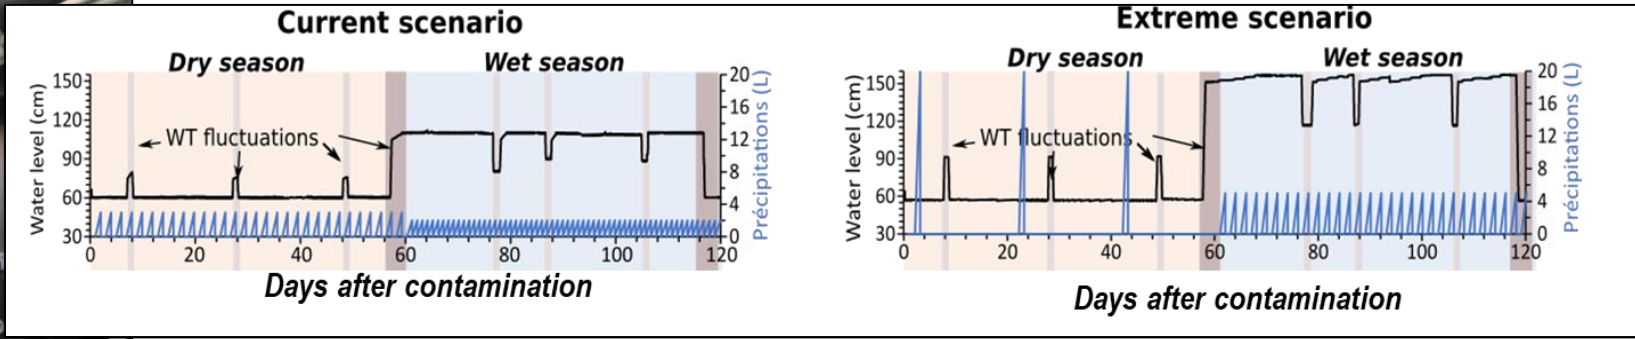 Current scenario
Dry season
Wet season
Water level (cm)
150
120
90
60
30
WT fluctuations
20
16
12
8
4
0
Précipitations (L)
0 20 40 60 80 100 120
Days after contamination
Extreme scenario
Dry season
Wet season
Water level (cm)
150
120
90
60
30
WT fluctuations
20
16
12
8
4
0
Précipitations (L)
0 20 40 60 80 100 120
Days after contamination